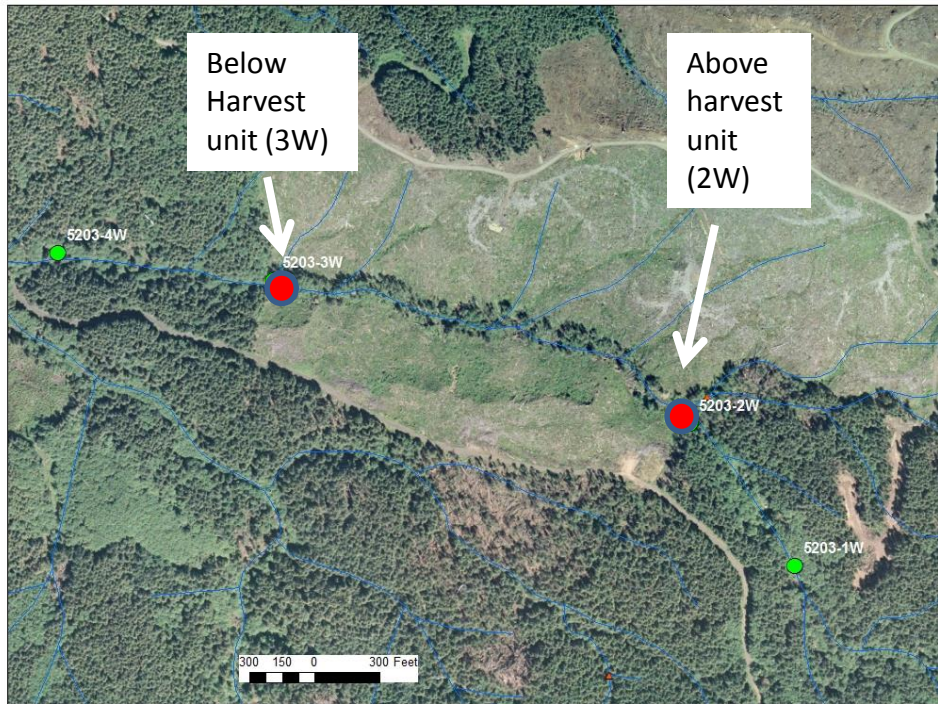 Below
Harvest
unit (3W)
Above
harvest
unit
(2W)
5203-4W
5203-3W
5203-2W
5203-1W
300 150 0 300 Feet